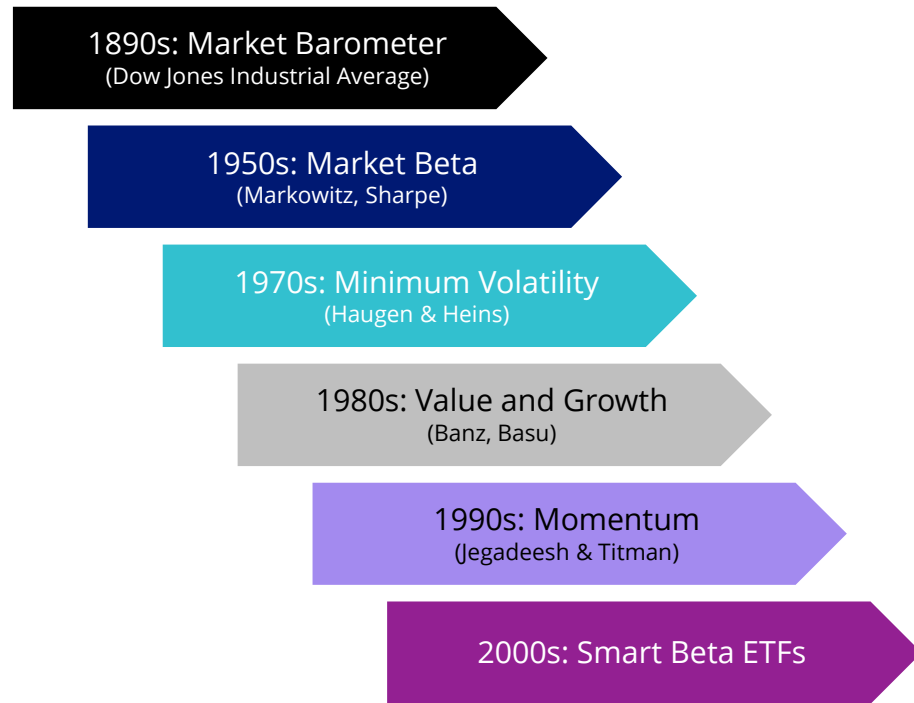 1890s: Market Barometer
(Dow Jones Industrial Average)
1950s: Market Beta
(Markowitz, Sharpe)
1970s: Minimum Volatility
(Haugen & Heins)
1980s: Value and Growth
(Banz, Basu)
1990s: Momentum
(Jegadeesh & Titman)
2000s: Smart Beta ETFs